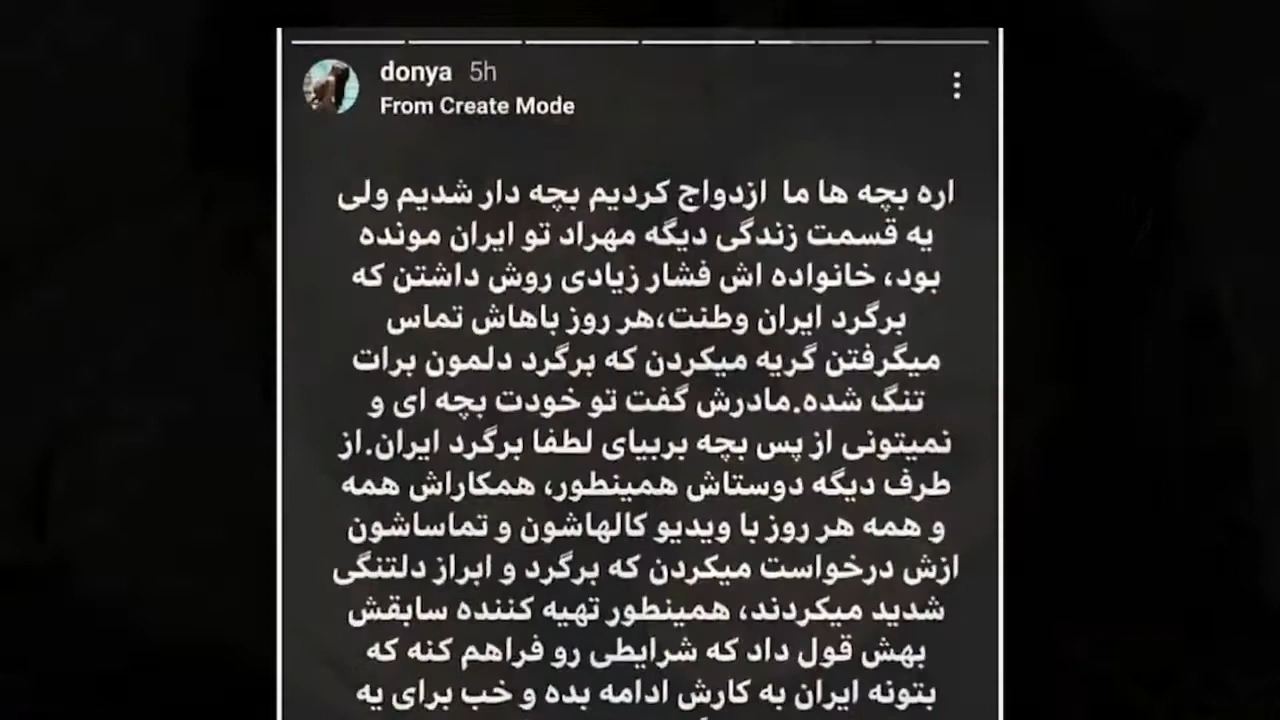 donya 5h
From Create Mode
اره بچه ها ما ازدواج کردیم بچه دار شدیم ولی
یه قسمت زندگی دیگه مهراد تو ایران مونده
بود، خانواده اش فشار زیادی روش داشتن که
برگرد ایران وطنت،هر روز باهاش تماس
میگرفتن گریه میکردن که برگرد دلمون برات
تنگ شده.مادرش گفت تو خودت بچه ای و
نمیتونی از پس بچه بربیای لطفا برگرد ایران.از
طرف دیگه دوستاش همینطور، همکاراش همه
و همه هر روز با ویدیو کالهاشون و تماساشون
ازش درخواست میکردن که برگرد و ابراز دلتنگی
شدید میکردند، همینطور تهیه کننده سابقش
بهش قول داد که شرایطی رو فراهم کنه که
بتونه ایران به کارش ادامه بده و خب برای یه